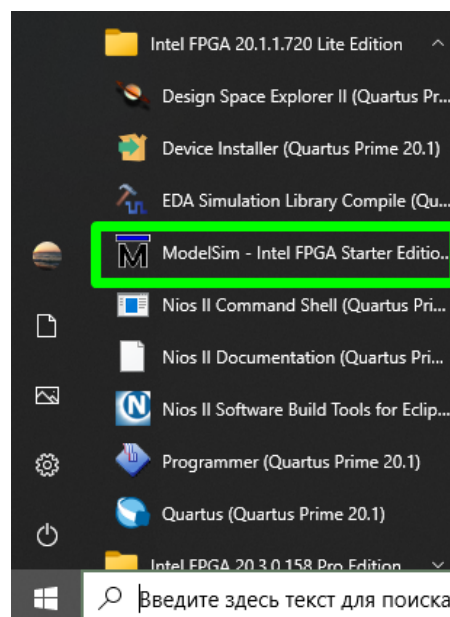 Intel FPGA 20.1.1.720 Lite Edition
Design Space Explorer II (Quartus Pr...
Device Installer (Quartus Prime 20.1)
EDA Simulation Library Compile (Qu...
ModelSim - Intel FPGA Starter Editio...
Nios II Command Shell (Quartus Pri...
Nios II Documentation (Quartus Pri...
Nios II Software Build Tools for Eclip...
Programmer (Quartus Prime 20.1)
Quartus (Quartus Prime 20.1)
Intel FPGA 20.3.0.158 Pro Edition
Введите здесь текст для поиска